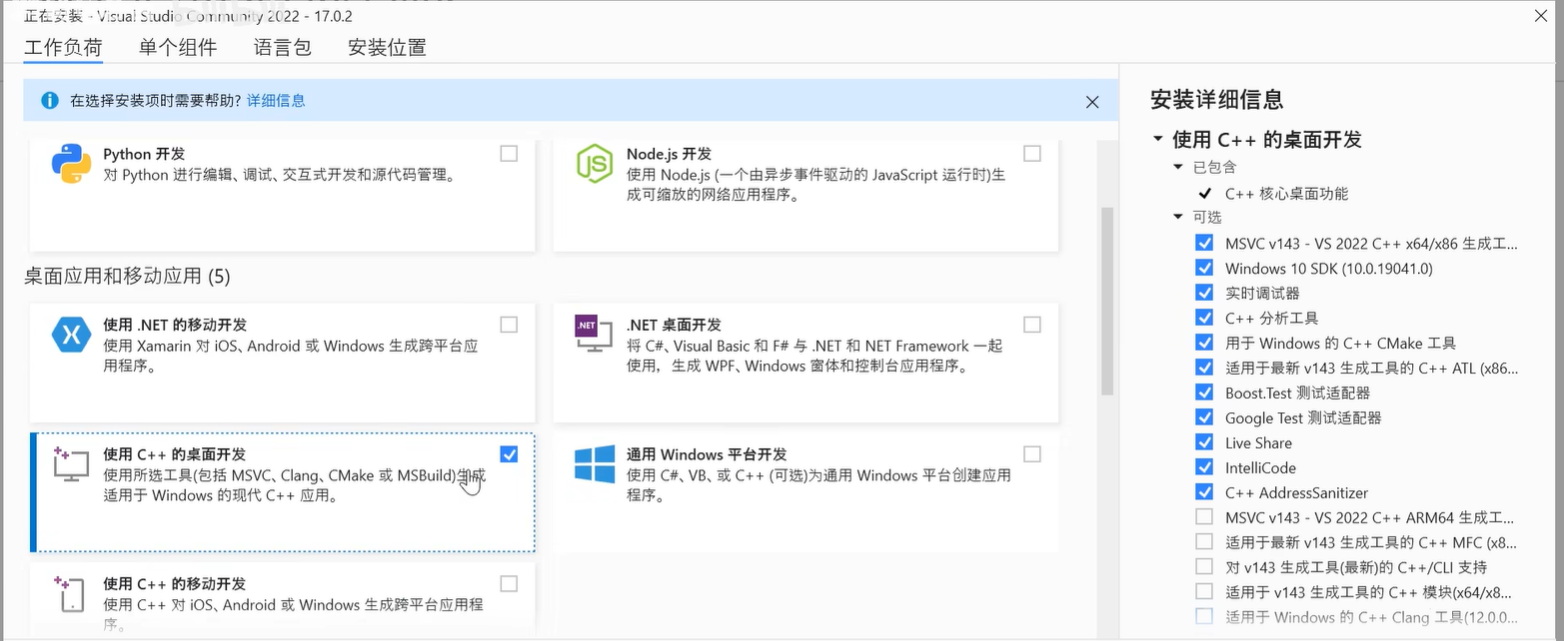 正在安装 - Visual Studio Community 2022 - 17.0.2
工作负荷 单个组件 语言包 安装位置
在选择安装项时需要帮助? 详细信息
Python 开发
对 Python 进行编辑、调试、交互式开发和源代码管理。
Node.js 开发
使用 Node.js (一个由异步事件驱动的 JavaScript 运行时)生
成可缩放的网络应用程序。
桌面应用和移动应用 (5)
使用 .NET 的移动开发
使用 Xamarin 对 iOS、Android 或 Windows 生成跨平台应
用程序。
.NET
.NET 桌面开发
将 C#、Visual Basic 和 F# 与 .NET 和 NET Framework 一起
使用，生成 WPF、Windows 窗体和控制台应用程序。
使用 C++ 的桌面开发
使用所选工具(包括 MSVC、Clang、CMake 或 MSBuild)生成
适用于 Windows 的现代 C++ 应用。
通用 Windows 平台开发
使用 C#、VB、或 C++ (可选)为通用 Windows 平台创建应用
程序。
使用 C++ 的移动开发
使用 C++ 对 iOS、Android 或 Windows 生成跨平台应用程
序。
安装详细信息
使用 C++ 的桌面开发
已包含
C++ 核心桌面功能
可选
MSVC v143 - VS 2022 C++ x64/x86 生成工...
Windows 10 SDK (10.0.19041.0)
实时调试器
C++ 分析工具
用于 Windows 的 C++ CMake 工具
适用于最新 v143 生成工具的 C++ ATL (x86...
Boost.Test 测试适配器
Google Test 测试适配器
Live Share
IntelliCode
C++ AddressSanitizer
MSVC v143 - VS 2022 C++ ARM64 生成工...
适用于最新 v143 生成工具的 C++ MFC (x8...
对 v143 生成工具(最新)的 C++/CLI 支持
适用于 v143 生成工具的 C++ 模块(x64/x8...
适用于 Windows 的 C++ Clang 工具(12.0.0...